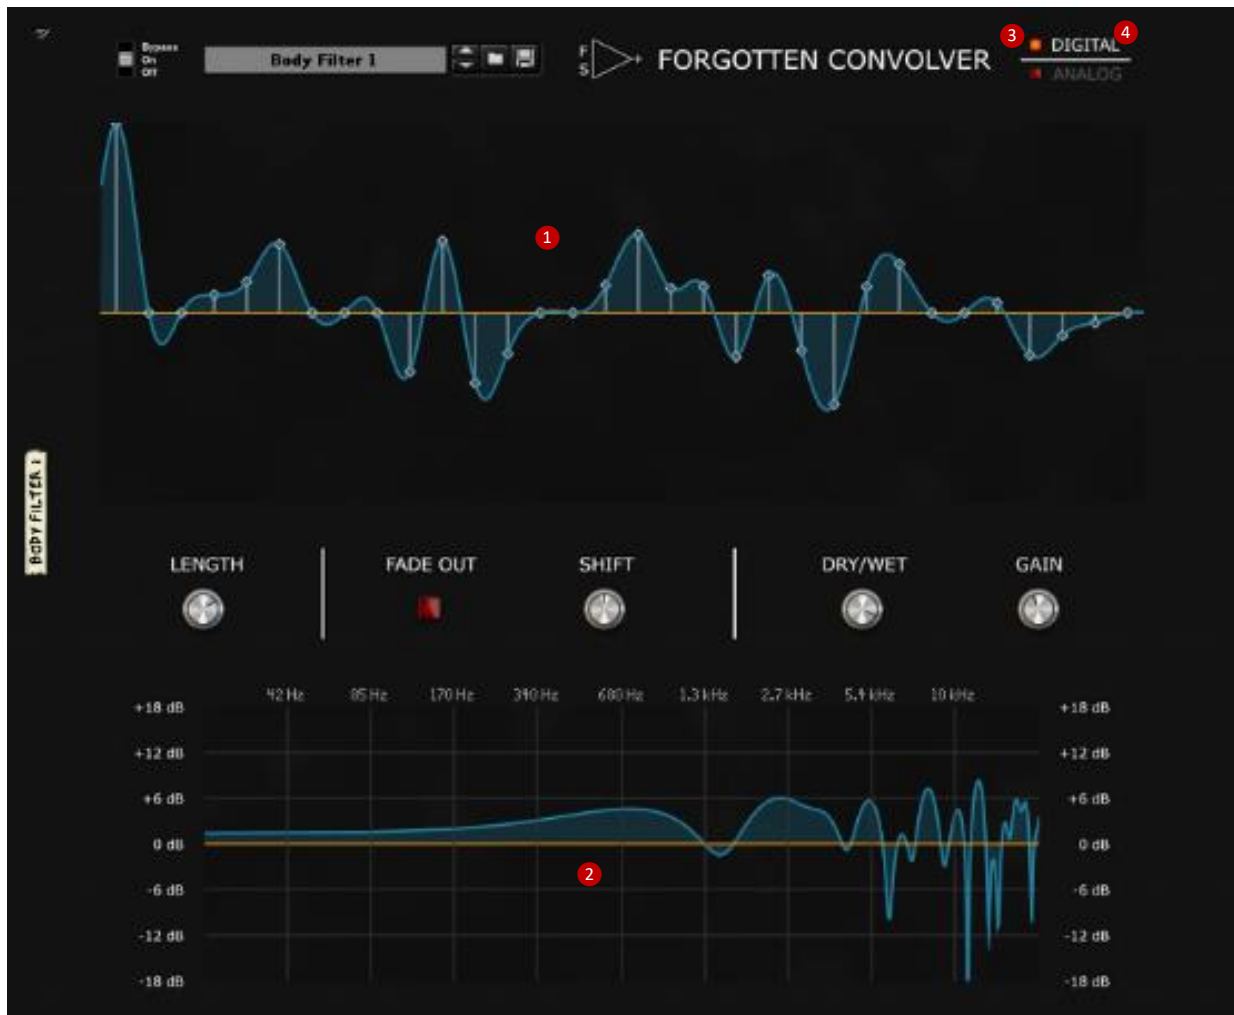 Bypass
On
Off
Body Filter 1
F
S
FORGOTTEN CONVOLVER
3
DIGITAL
4
ANALOG
1
BODY FILTER 1
LENGTH
FADE OUT
SHIFT
DRY/WET
GAIN
42 Hz 85 Hz 170 Hz 340 Hz 680 Hz 1.3 kHz 2.7 kHz 5.4 kHz 10 kHz
+18 dB +18 dB
+12 dB +12 dB
+6 dB +6 dB
0 dB 0 dB
2
-6 dB -6 dB
-12 dB -12 dB
-18 dB -18 dB